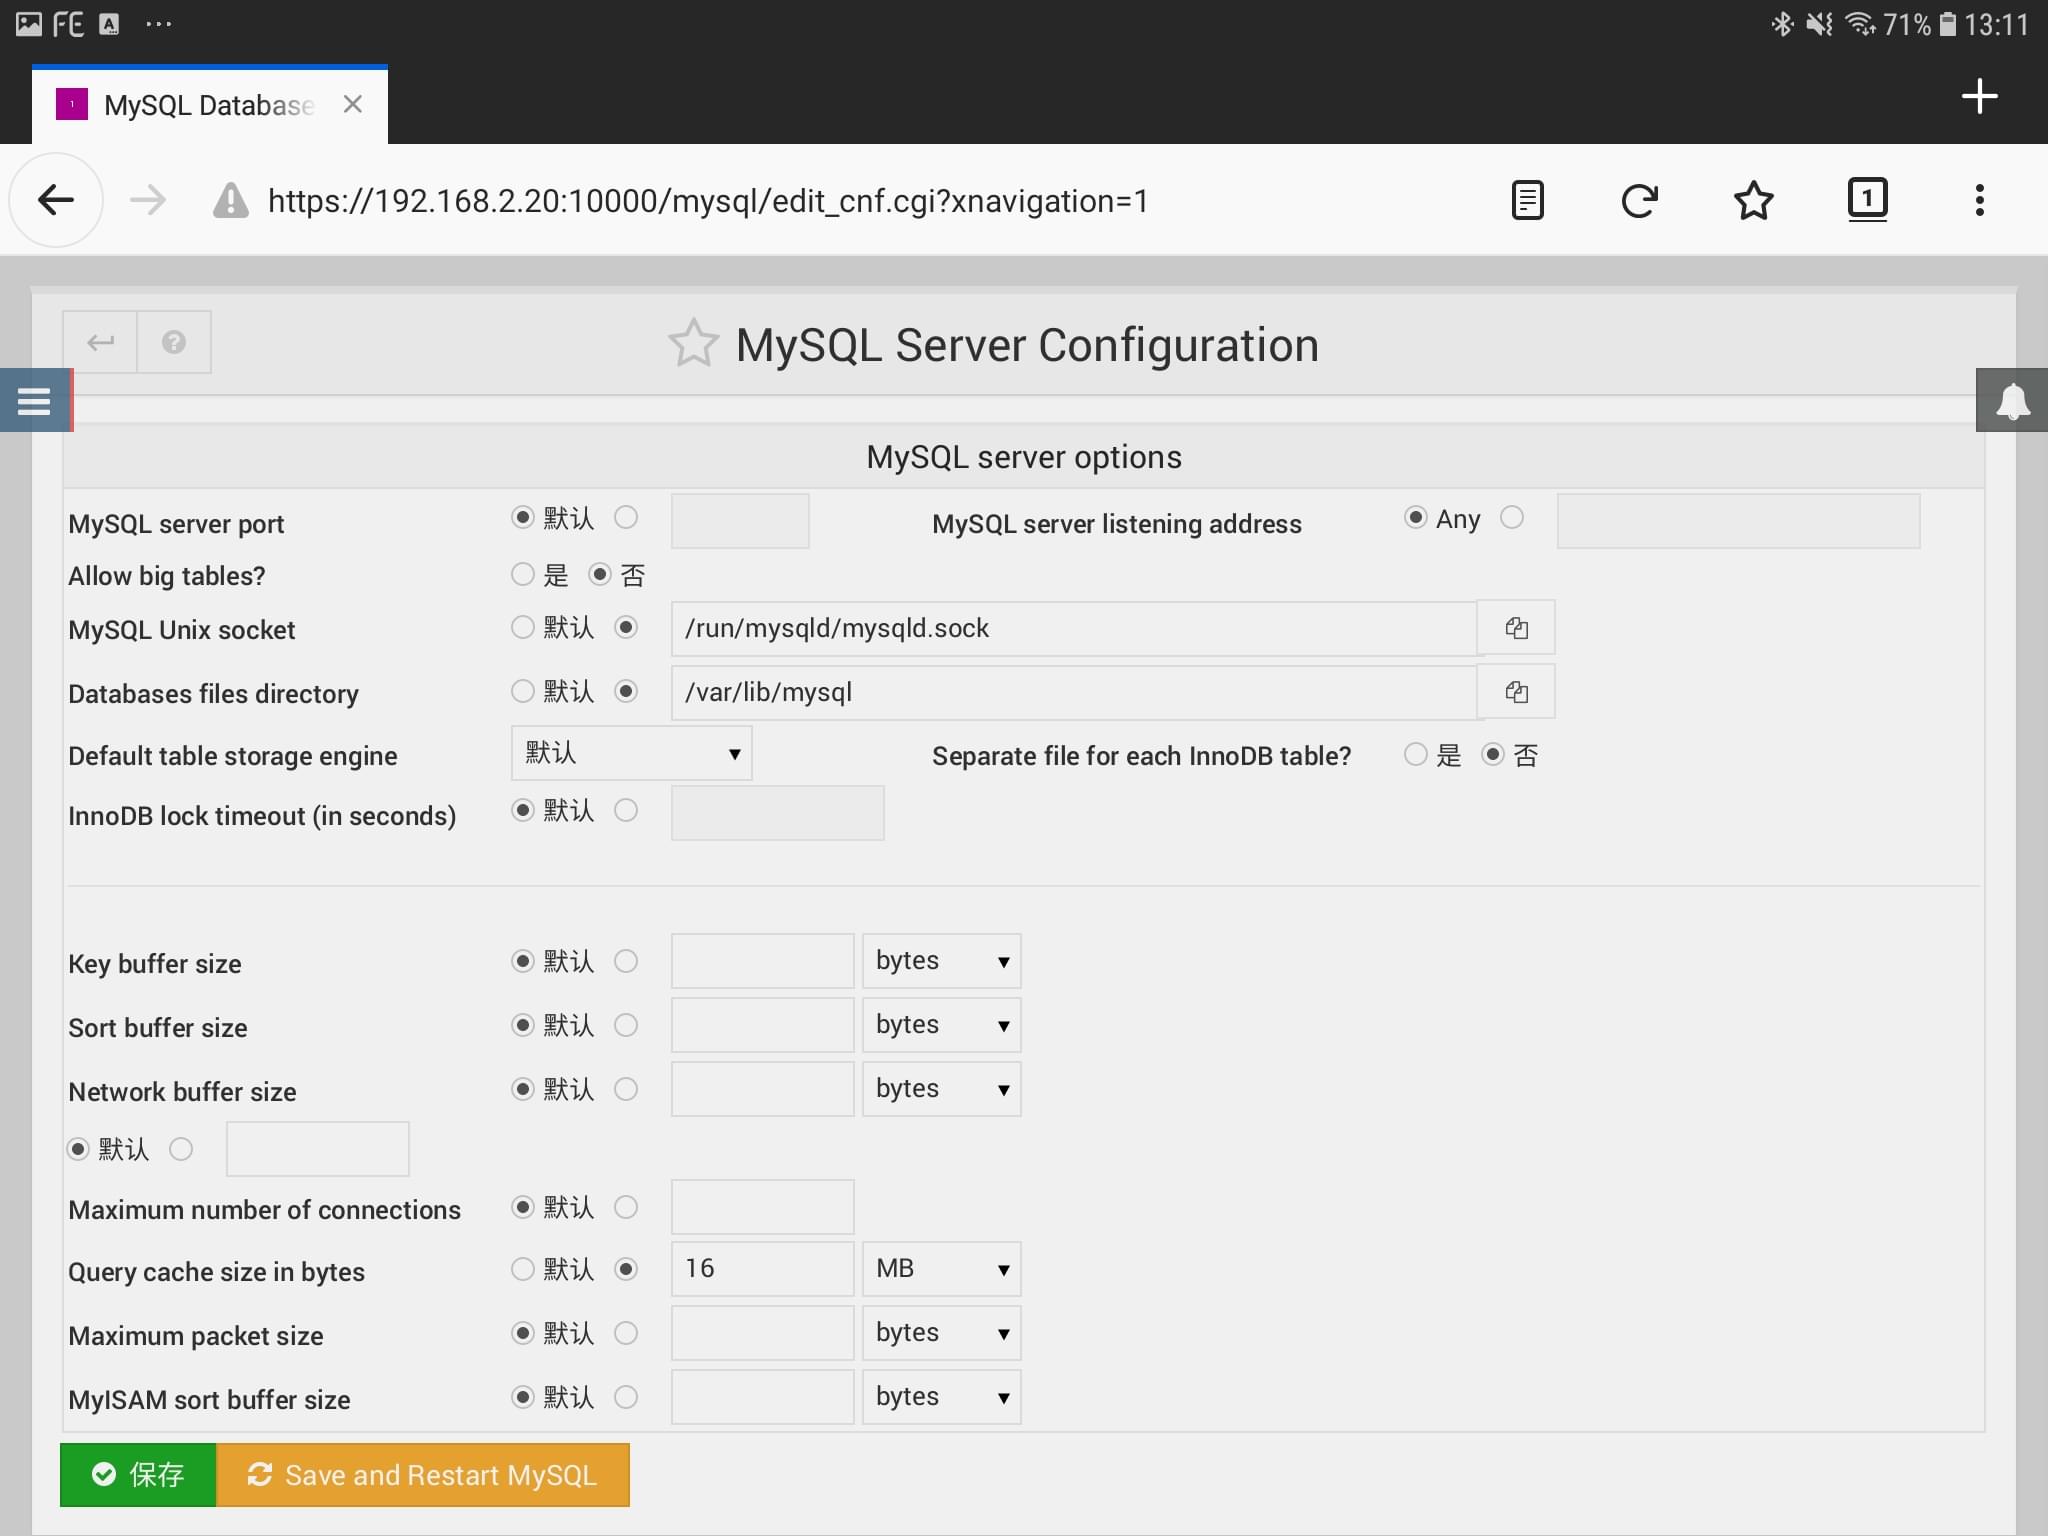 FE A ... 71% 13:11
1 MySQL Database
https://192.168.2.20:10000/mysql/edit_cnf.cgi?xnavigation=1 1
MySQL Server Configuration
MySQL server options
MySQL server port 默认 MySQL server listening address Any
Allow big tables? 是 否
MySQL Unix socket 默认 /run/mysqld/mysqld.sock
Databases files directory 默认 /var/lib/mysql
Default table storage engine 默认 Separate file for each InnoDB table? 是 否
InnoDB lock timeout (in seconds) 默认
Key buffer size 默认 bytes
Sort buffer size 默认 bytes
Network buffer size 默认 bytes
默认
Maximum number of connections 默认
Query cache size in bytes 默认 16 MB
Maximum packet size 默认 bytes
MyISAM sort buffer size 默认 bytes
保存 Save and Restart MySQL